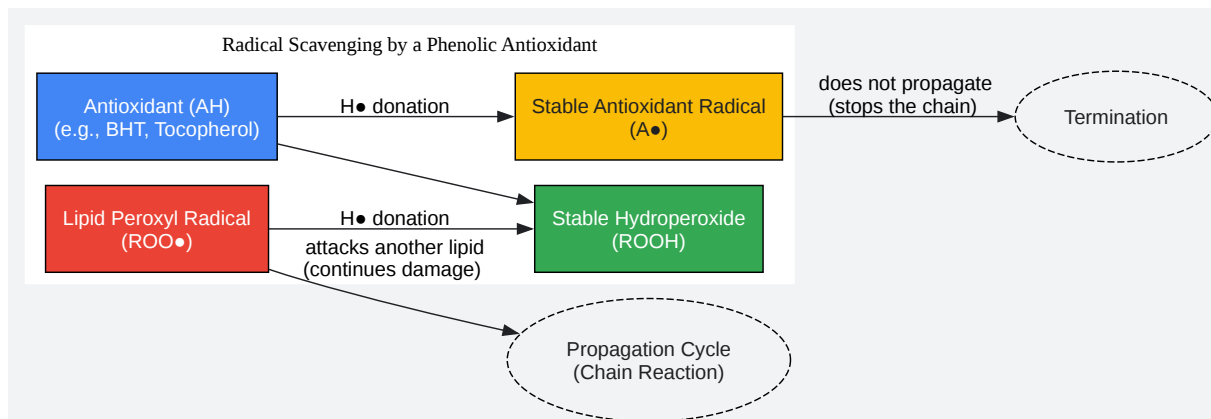 Radical Scavenging by a Phenolic Antioxidant
Antioxidant (AH)
(e.g., BHT, Tocopherol)
H● donation
Stable Antioxidant Radical
(A●)
does not propagate
(stops the chain)
Termination
Lipid Peroxyl Radical
(ROO●)
H● donation
attacks another lipid
(continues damage)
Stable Hydroperoxide
(ROOH)
Propagation Cycle
(Chain Reaction)